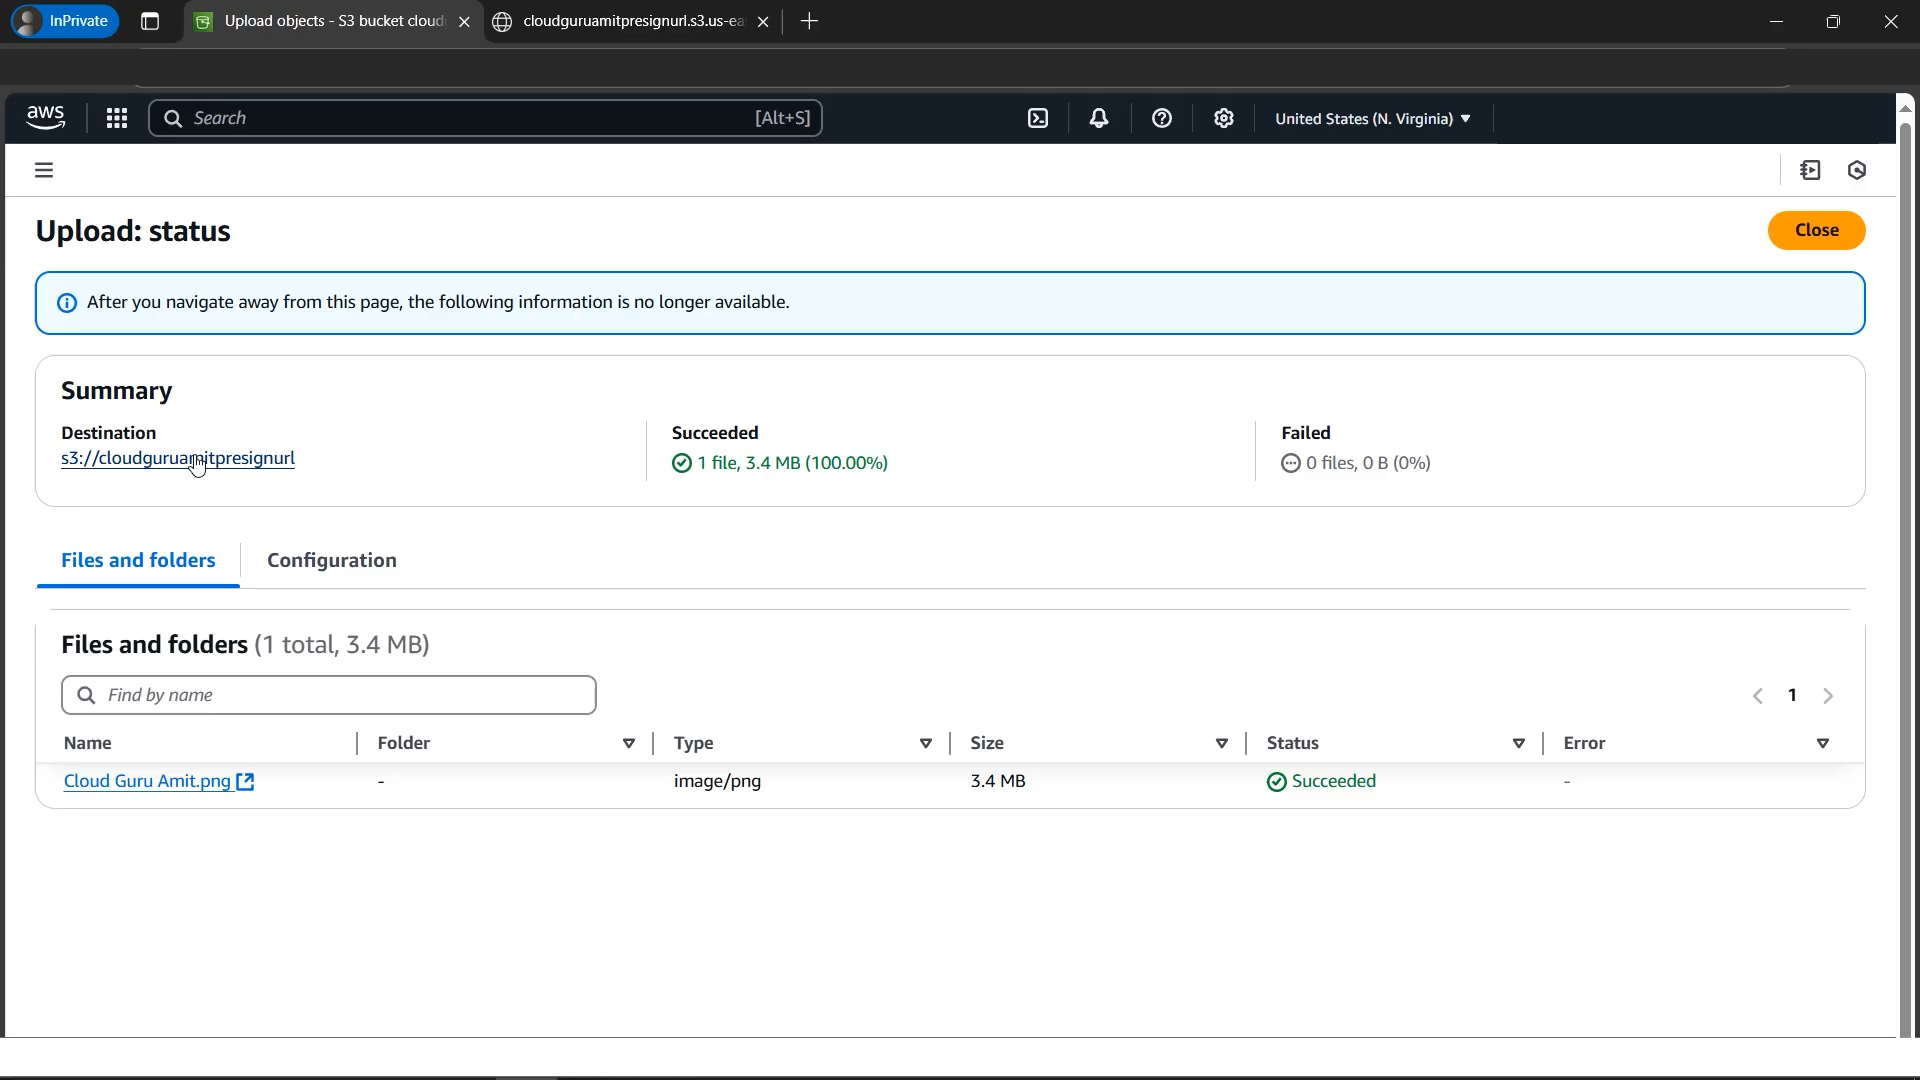 InPrivate
Upload objects - S3 bucket cloud
cloudguruamitpresignurl.s3.us-ea
aws
Search
[Alt+S]
United States (N. Virginia)
Upload: status
Close
After you navigate away from this page, the following information is no longer available.
Summary
Destination
Succeeded
Failed
s3://cloudguruamitpresignurl
1 file, 3.4 MB (100.00%)
0 files, 0 B (0%)
Files and folders
Configuration
Files and folders (1 total, 3.4 MB)
Find by name
1
Name
Folder
Type
Size
Status
Error
Cloud Guru Amit.png
-
image/png
3.4 MB
Succeeded
-